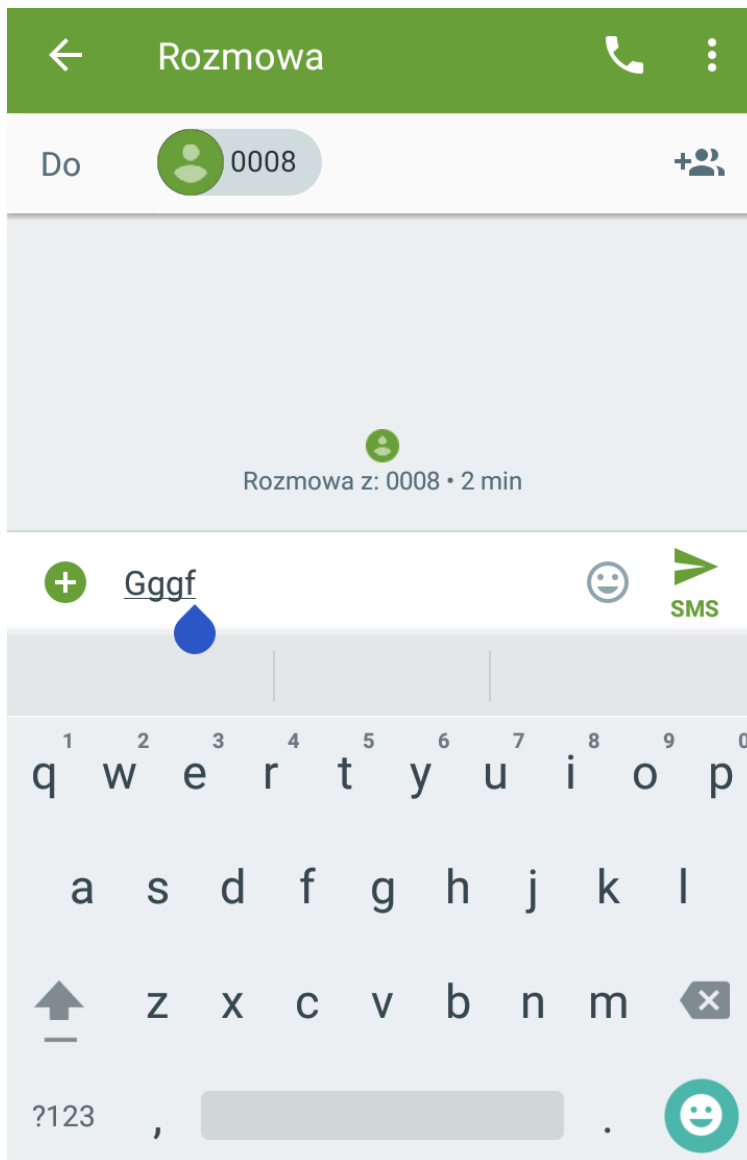 Rozmowa
Do 0008
Rozmowa z: 0008 • 2 min
Gggf
SMS
1 2 3 4 5 6 7 8 9 0
q w e r t y u i o p
a s d f g h j k l
z x c v b n m
?123 , .